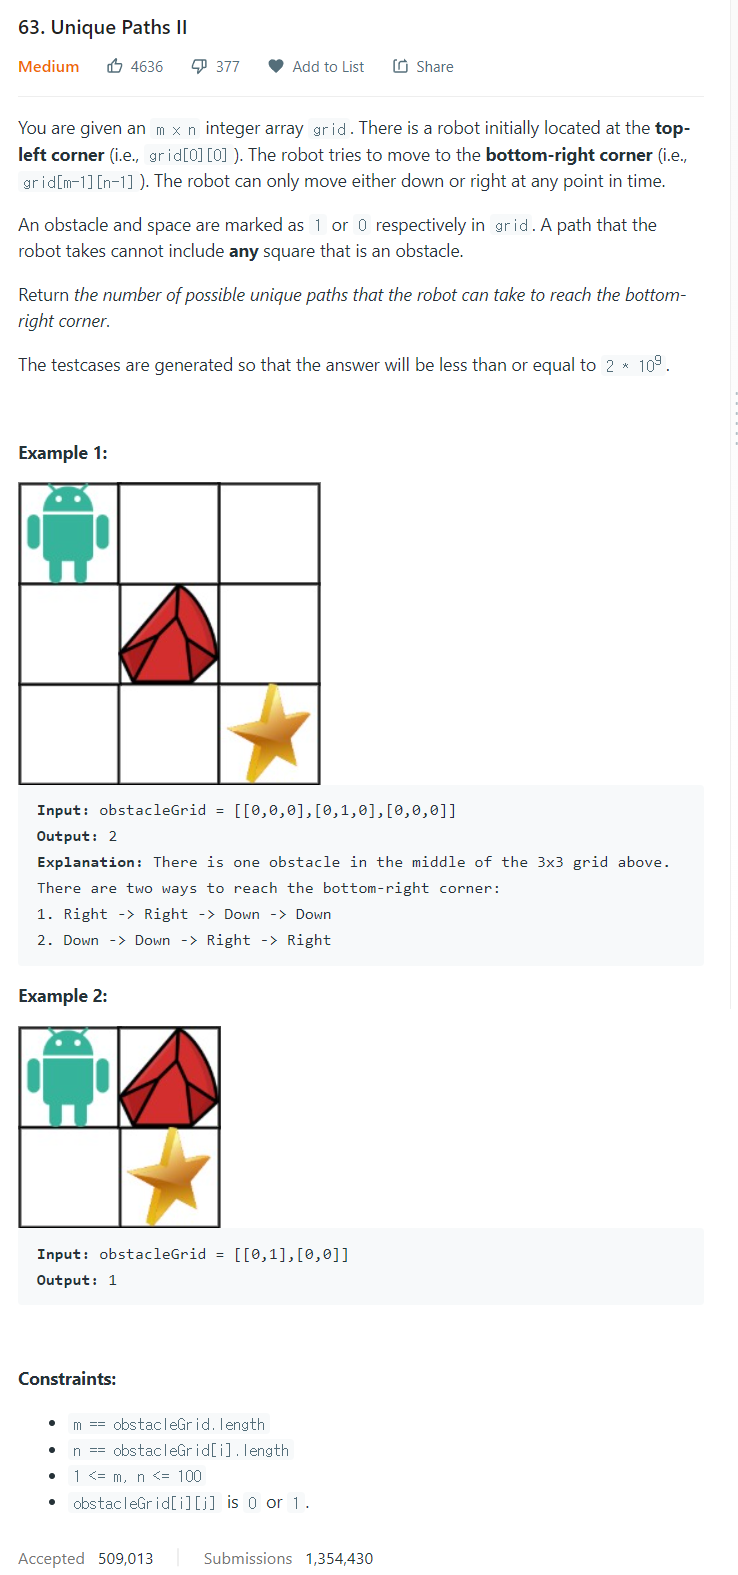 63. Unique Paths II
Medium 4636 377 Add to List Share
You are given an m x n integer array grid. There is a robot initially located at the top-
left corner (i.e., grid[0][0] ). The robot tries to move to the bottom-right corner (i.e.,
grid[m-1][n-1] ). The robot can only move either down or right at any point in time.
An obstacle and space are marked as 1 or 0 respectively in grid. A path that the
robot takes cannot include any square that is an obstacle.
Return the number of possible unique paths that the robot can take to reach the bottom-
right corner.
The testcases are generated so that the answer will be less than or equal to 2 * 10⁹.
Example 1:
Input: obstacleGrid = [[0,0,0],[0,1,0],[0,0,0]]
Output: 2
Explanation: There is one obstacle in the middle of the 3x3 grid above.
There are two ways to reach the bottom-right corner:
1. Right -> Right -> Down -> Down
2. Down -> Down -> Right -> Right
Example 2:
Input: obstacleGrid = [[0,1],[0,0]]
Output: 1
Constraints:
• m == obstacleGrid.length
• n == obstacleGrid[i].length
• 1 <= m, n <= 100
• obstacleGrid[i][j] is 0 or 1.
Accepted 509,013 Submissions 1,354,430